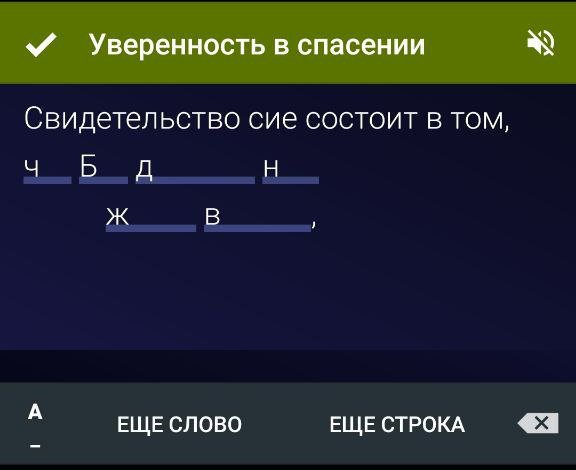 Уверенность в спасении
Свидетельство сие состоит в том,
ч Б д н
ж в ,
А
_
ЕЩЕ СЛОВО ЕЩЕ СТРОКА